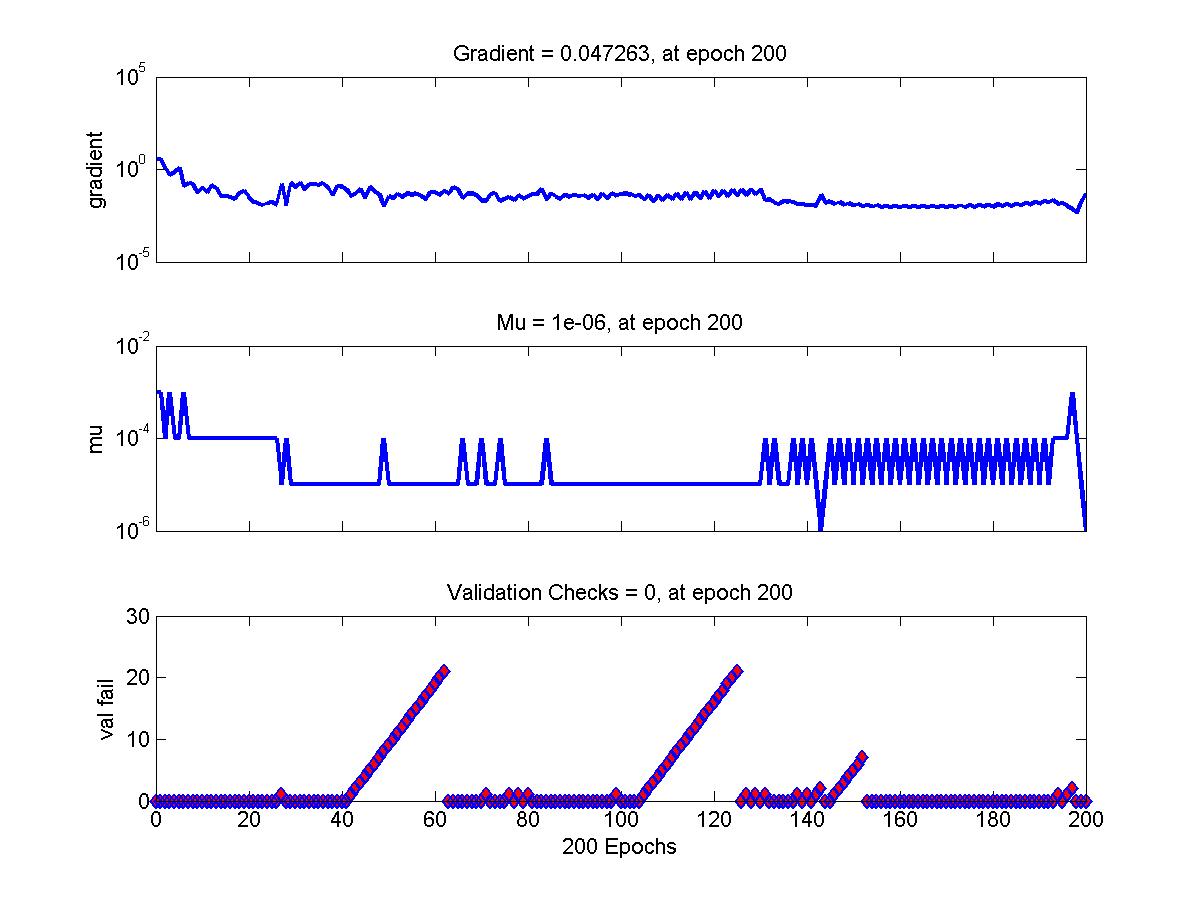 Gradient = 0.047263, at epoch 200
10^5
10^0
10^-5
gradient
Mu = 1e-06, at epoch 200
10^-2
10^-4
10^-6
mu
Validation Checks = 0, at epoch 200
30
20
10
0
val fail
0 20 40 60 80 100 120 140 160 180 200
200 Epochs